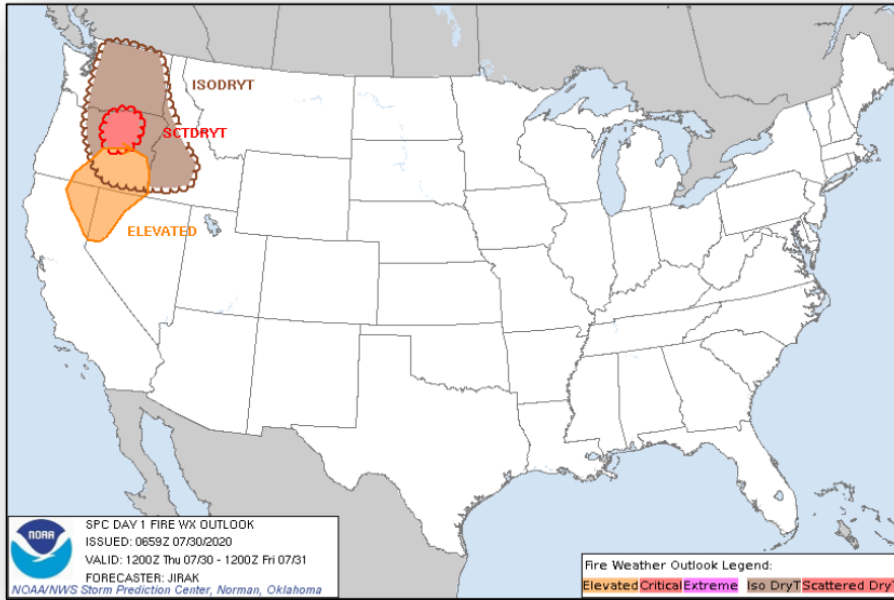 ISODRYT
SCTDRYT
ELEVATED
NOAA
SPC DAY 1 FIRE WX OUTLOOK
ISSUED: 0659Z 07/30/2020
VALID: 1200Z Thu 07/30 - 1200Z Fri 07/31
FORECASTER: JIRAK
NOAA/NWS Storm Prediction Center, Norman, Oklahoma
Fire Weather Outlook Legend:
Elevated Critical Extreme Iso DryT Scattered DryT